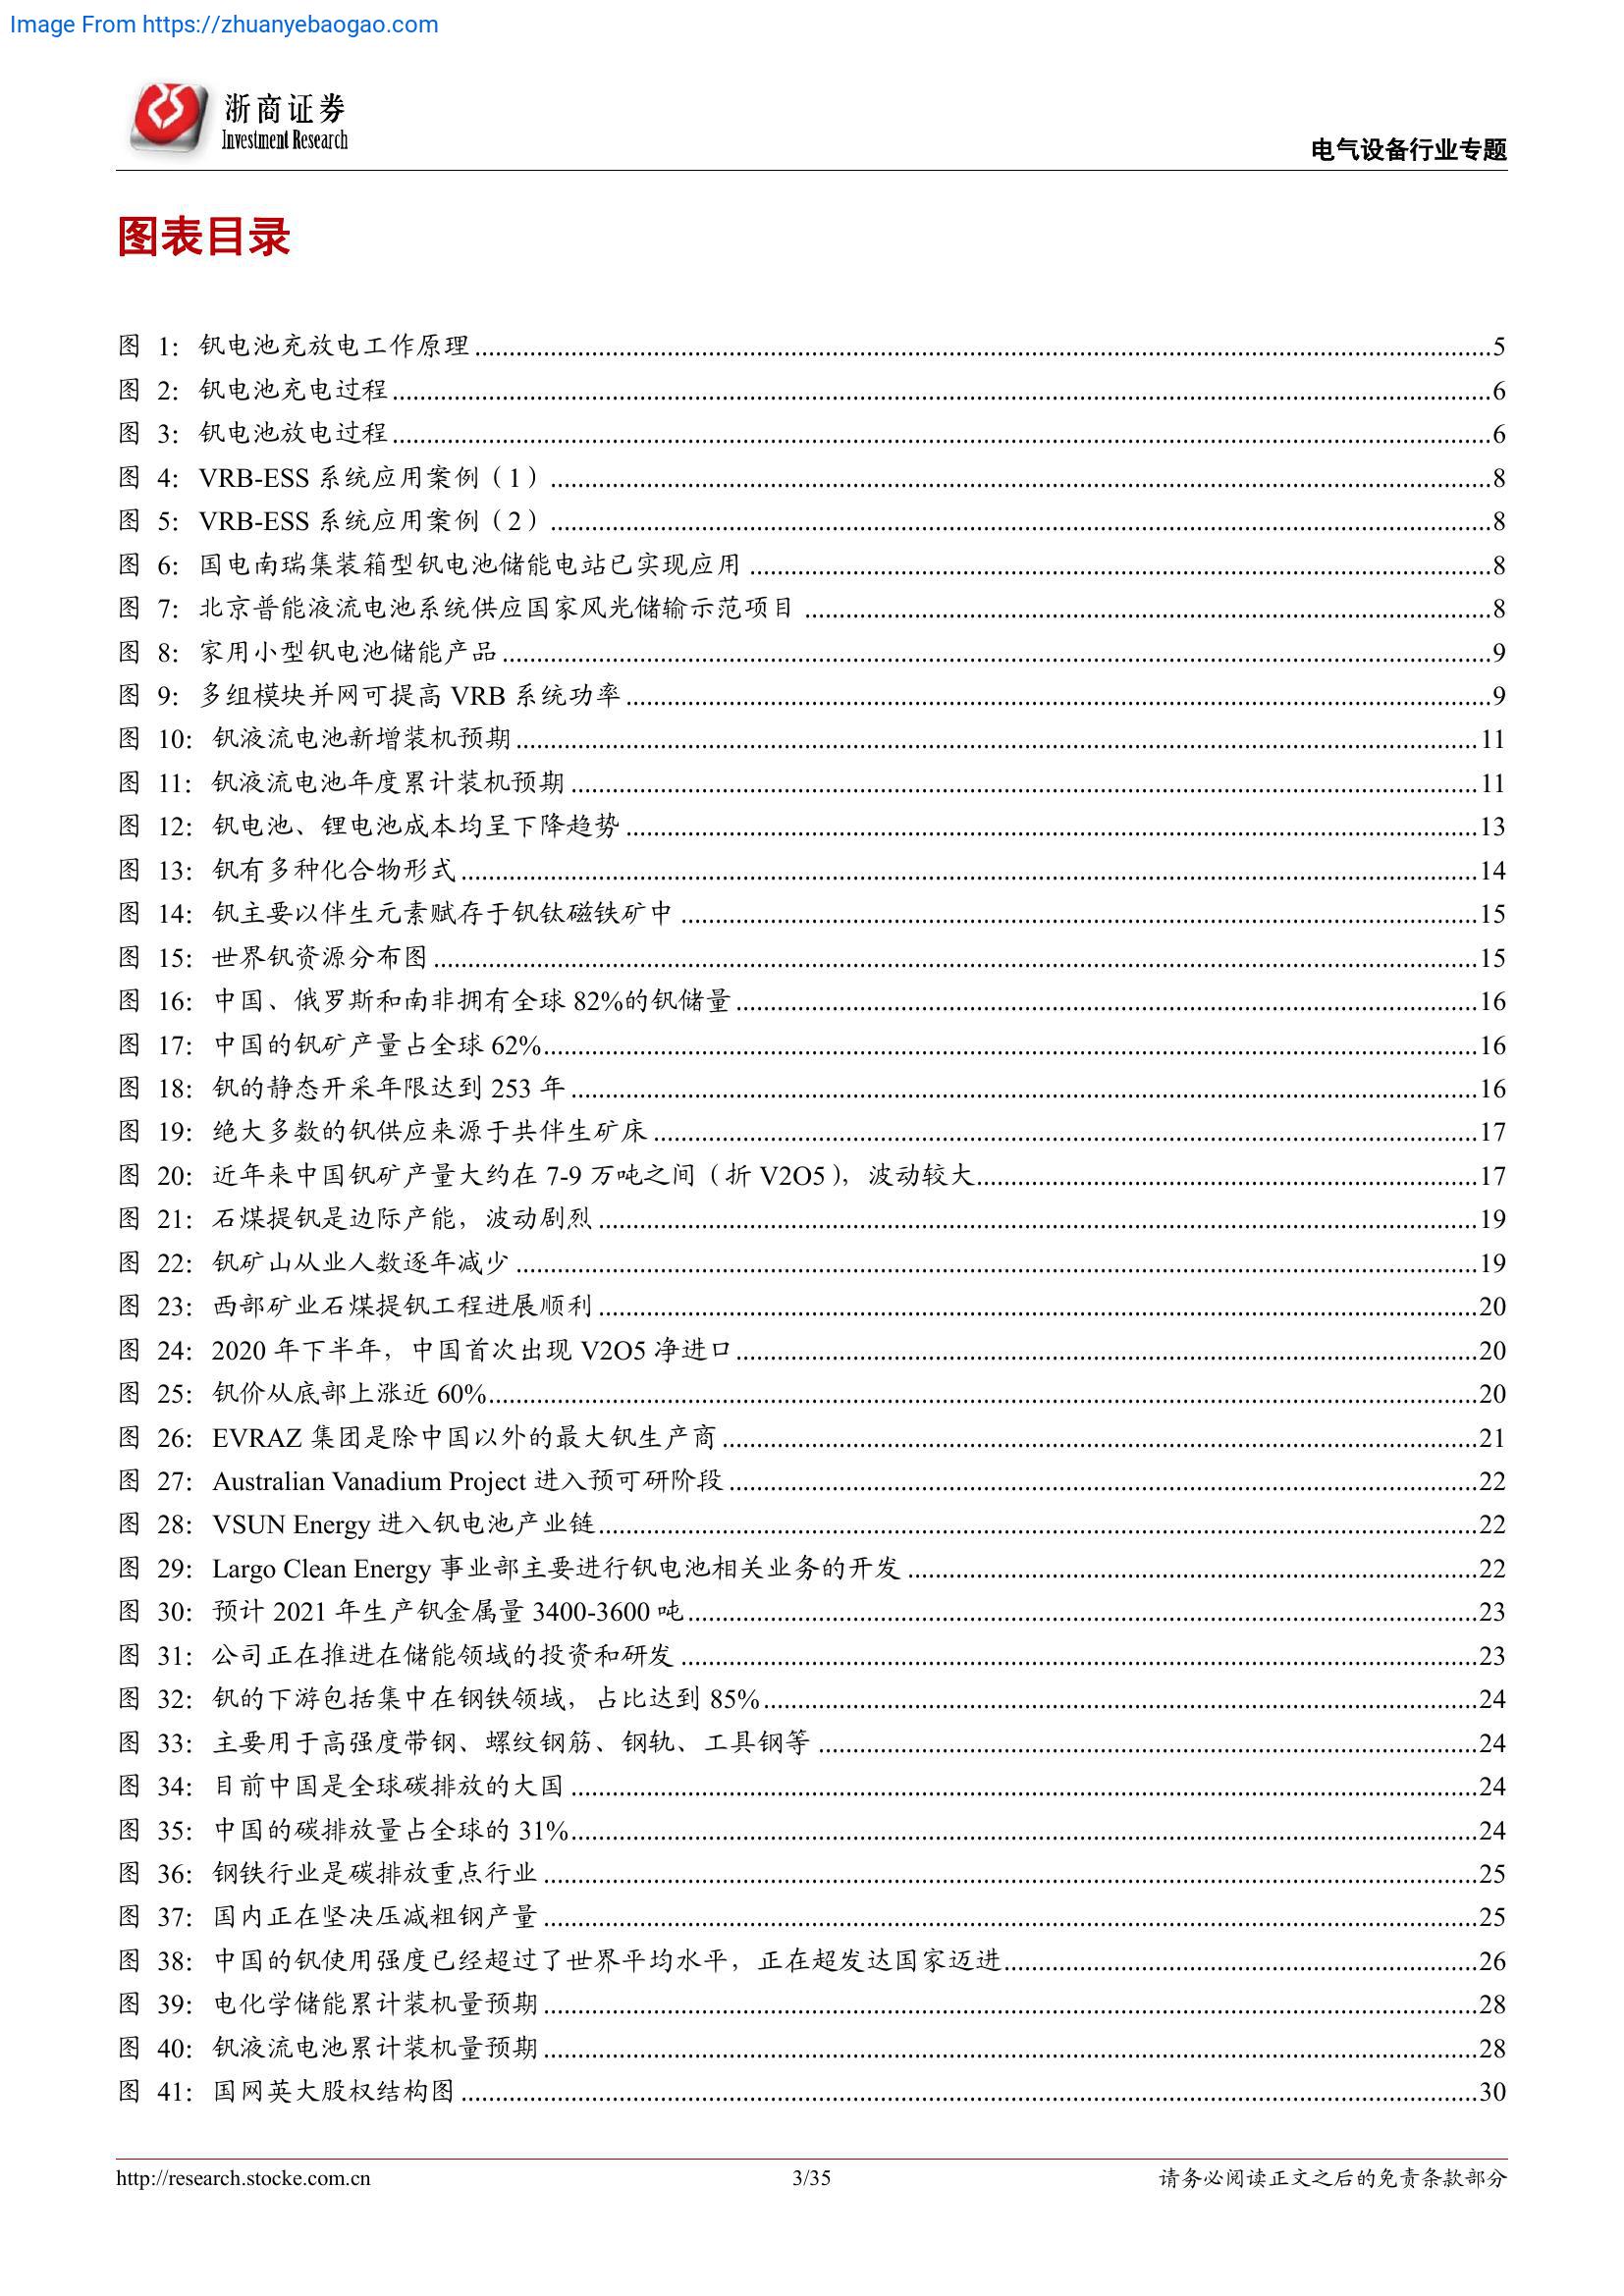 Image From https://zhuanyebaogao.com
浙商证券
Investment Research
电气设备行业专题
图表目录
图 1：钒电池充放电工作原理..........5
图 2：钒电池充电过程..........6
图 3：钒电池放电过程..........6
图 4：VRB-ESS 系统应用案例（1）..........8
图 5：VRB-ESS 系统应用案例（2）..........8
图 6：国电南瑞集装箱型钒电池储能电站已实现应用..........8
图 7：北京普能液流电池系统供应国家风光储输示范项目..........8
图 8：家用小型钒电池储能产品..........9
图 9：多组模块并网可提高 VRB 系统功率..........9
图 10：钒液流电池新增装机预期..........11
图 11：钒液流电池年度累计装机预期..........11
图 12：钒电池、锂电池成本均呈下降趋势..........13
图 13：钒有多种化合物形式..........14
图 14：钒主要以伴生元素赋存于钒钛磁铁矿中..........15
图 15：世界钒资源分布图..........15
图 16：中国、俄罗斯和南非拥有全球 82%的钒储量..........16
图 17：中国的钒矿产量占全球 62%..........16
图 18：钒的静态开采年限达到 253 年..........16
图 19：绝大多数的钒供应来源于共伴生矿床..........17
图 20：近年来中国钒矿产量大约在 7-9 万吨之间（折 V2O5），波动较大..........17
图 21：石煤提钒是边际产能，波动剧烈..........19
图 22：钒矿山从业人数逐年减少..........19
图 23：西部矿业石煤提钒工程进展顺利..........20
图 24：2020 年下半年，中国首次出现 V2O5 净进口..........20
图 25：钒价从底部上涨近 60%..........20
图 26：EVRAZ 集团是除中国以外的最大钒生产商..........21
图 27：Australian Vanadium Project 进入预可研阶段..........22
图 28：VSUN Energy 进入钒电池产业链..........22
图 29：Largo Clean Energy 事业部主要进行钒电池相关业务的开发..........22
图 30：预计 2021 年生产钒金属量 3400-3600 吨..........23
图 31：公司正在推进在储能领域的投资和研发..........23
图 32：钒的下游包括集中在钢铁领域，占比达到 85%..........24
图 33：主要用于高强度带钢、螺纹钢筋、钢轨、工具钢等..........24
图 34：目前中国是全球碳排放的大国..........24
图 35：中国的碳排放量占全球的 31%..........24
图 36：钢铁行业是碳排放重点行业..........25
图 37：国内正在坚决压减粗钢产量..........25
图 38：中国的钒使用强度已经超过了世界平均水平，正在超发达国家迈进..........26
图 39：电化学储能累计装机量预期..........28
图 40：钒液流电池累计装机量预期..........28
图 41：国网英大股权结构图..........30
http://research.stocke.com.cn
3/35
请务必阅读正文之后的免责条款部分